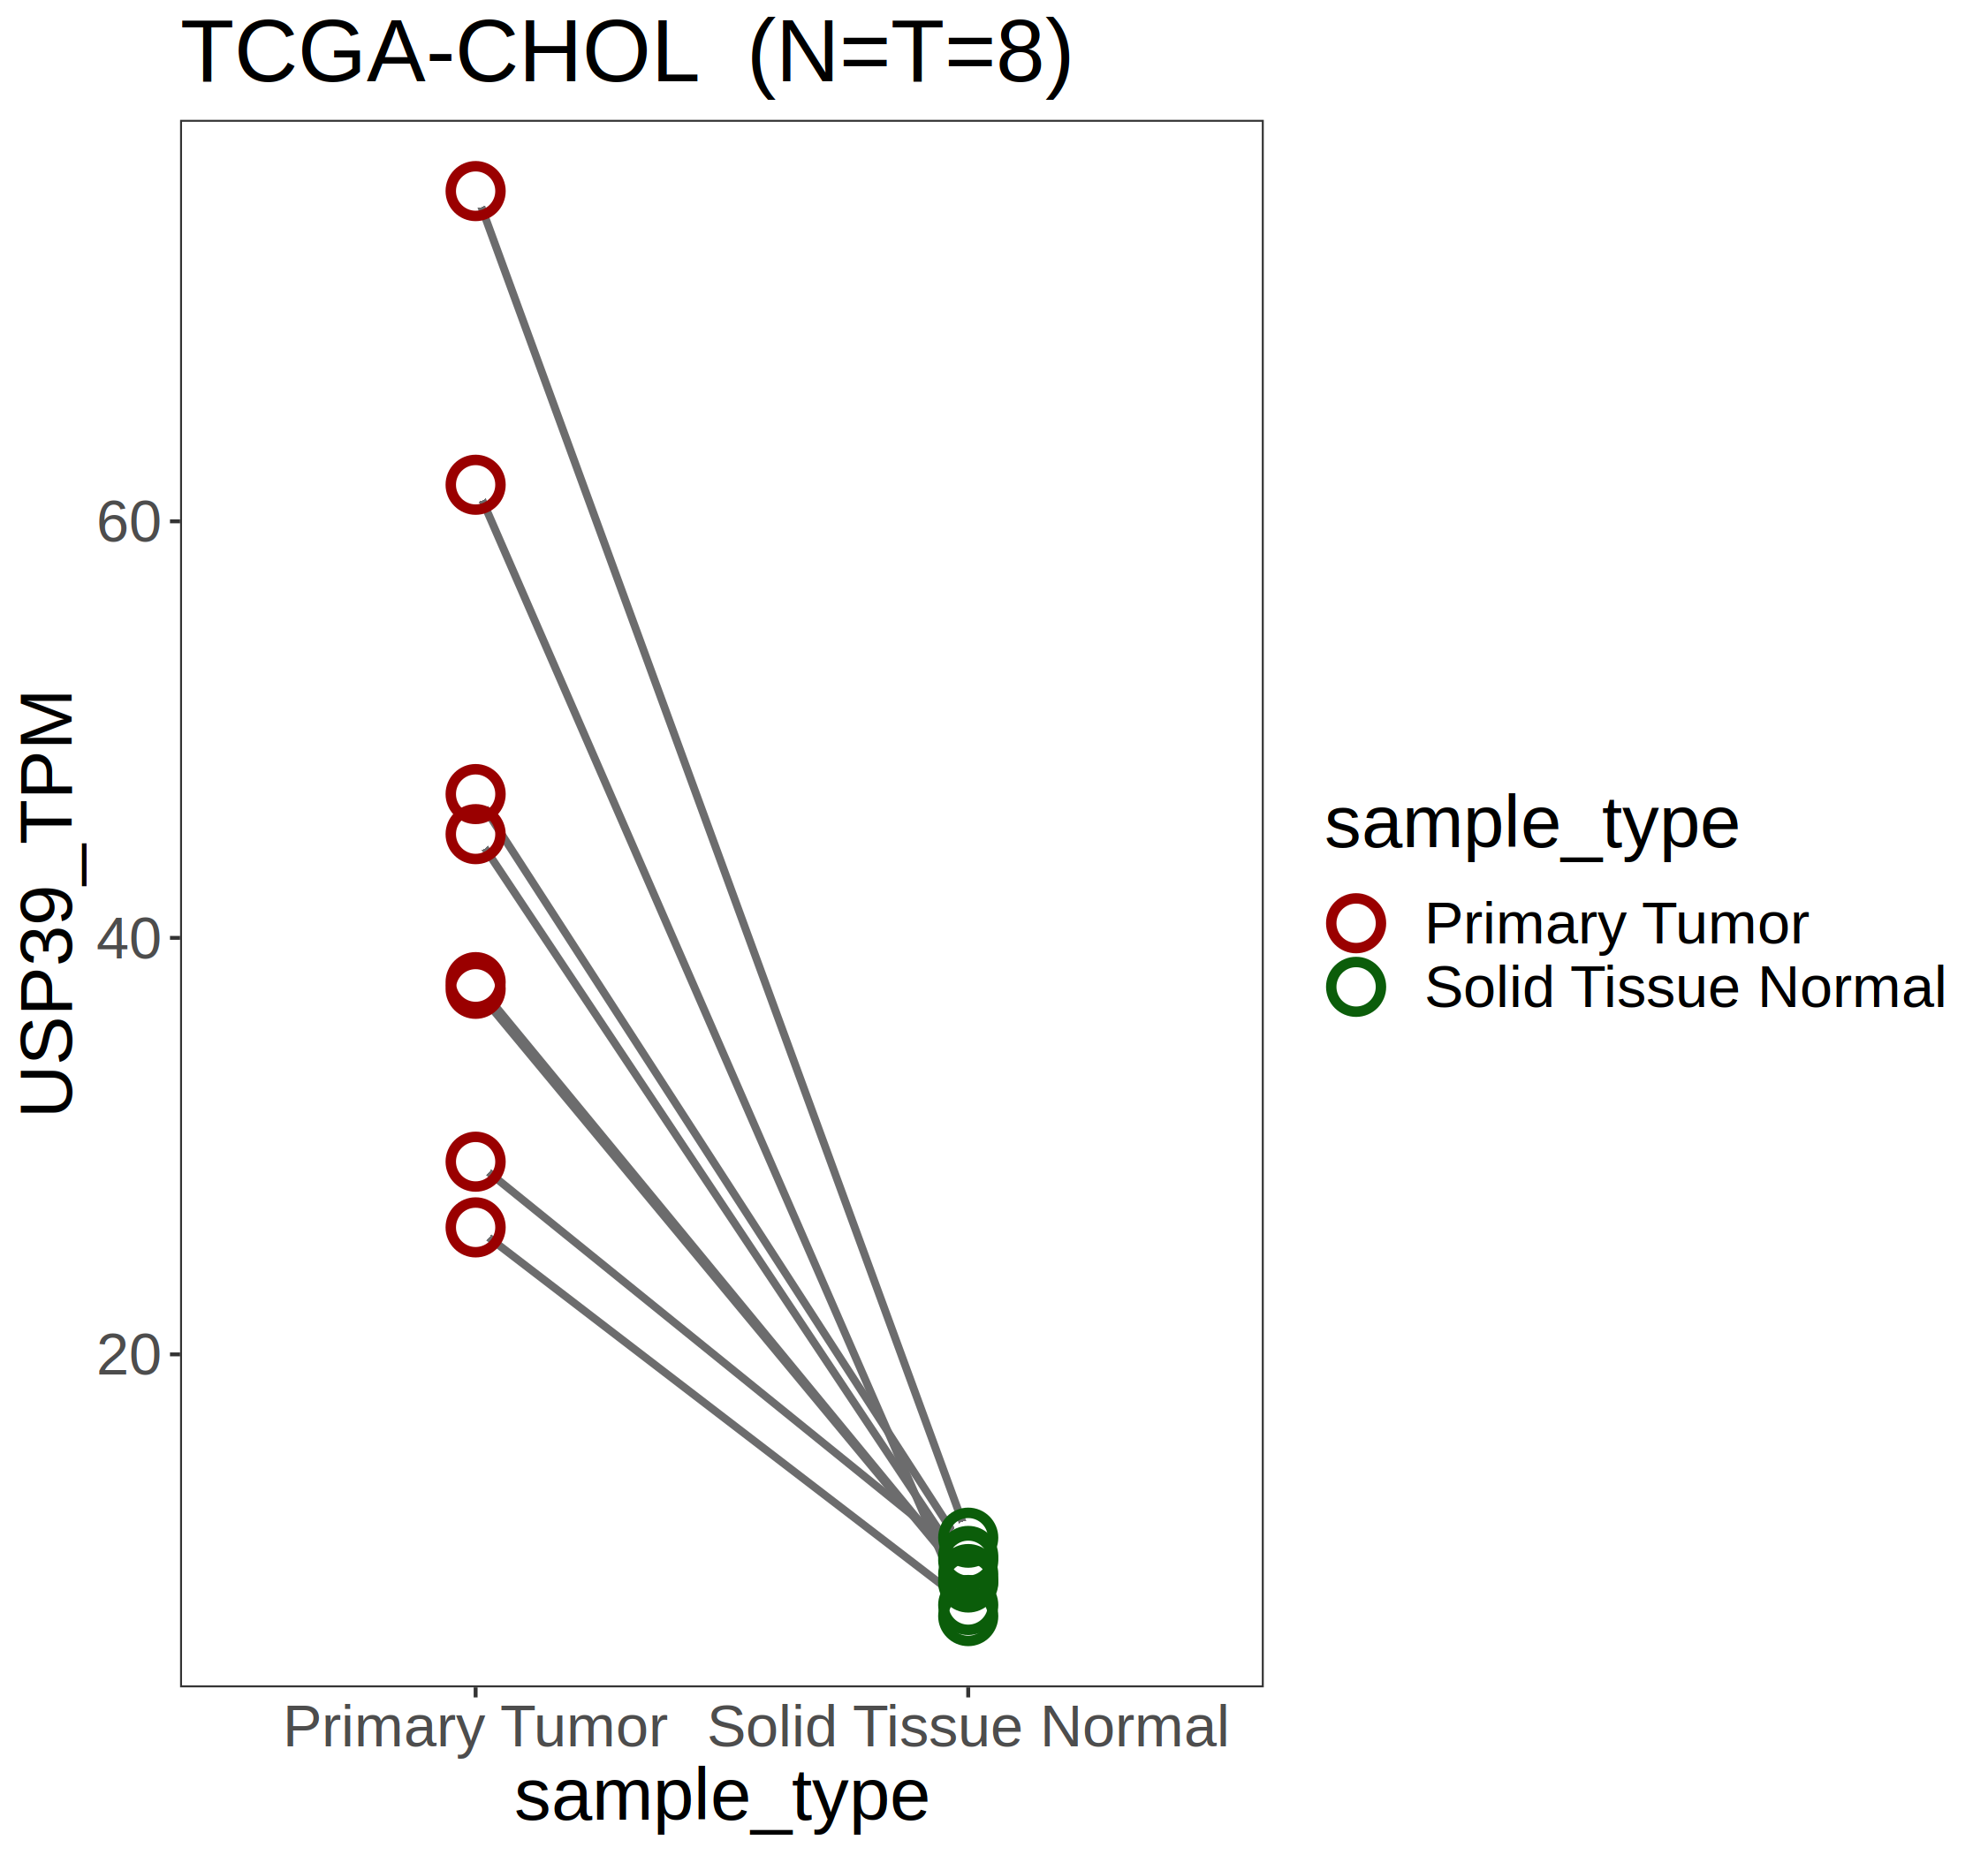 TCGA-CHOL  (N=T=8)
USP39_TPM
60
40
20
Primary Tumor
Solid Tissue Normal
sample_type
sample_type
Primary Tumor
Solid Tissue Normal